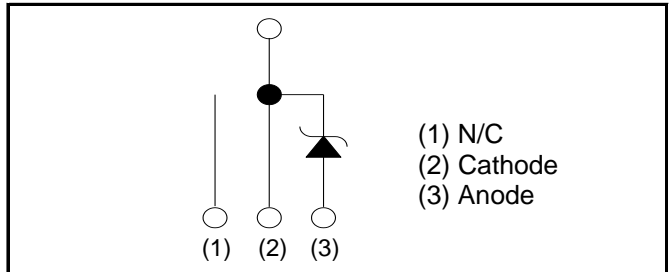 (1) N/C
(2) Cathode
(3) Anode
(1) (2) (3)